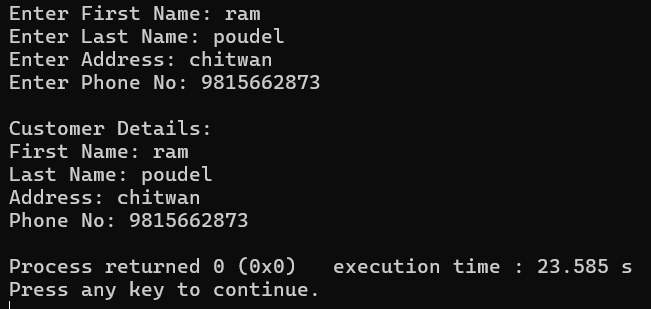 Enter First Name: ram
Enter Last Name: poudel
Enter Address: chitwan
Enter Phone No: 9815662873

Customer Details:
First Name: ram
Last Name: poudel
Address: chitwan
Phone No: 9815662873

Process returned 0 (0x0)   execution time : 23.585 s
Press any key to continue.